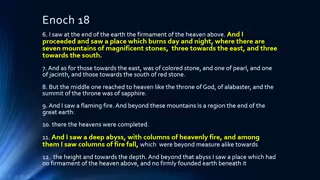 Enoch 18
6. I saw at the end of the earth the firmament of the heaven above. And I
proceeded and saw a place which burns day and night, where there are
seven mountains of magnificent stones, three towards the east, and three
towards the south.
7. And as for those towards the east, was of colored stone, and one of pearl, and one
of jacinth, and those towards the south of red stone.
8. But the middle one reached to heaven like the throne of God, of alabaster, and the
summit of the throne was of sapphire.
9. And I saw a flaming fire. And beyond these mountains Is a region the end of the
great earth:
10. there the heavens were completed.
11. And I saw a deep abyss, with columns of heavenly fire, and among
them I saw columns of fire fall, which were beyond measure alike towards
12. the height and towards the depth. And beyond that abyss I saw a place which had
no firmament of the heaven above, and no firmly founded earth beneath it